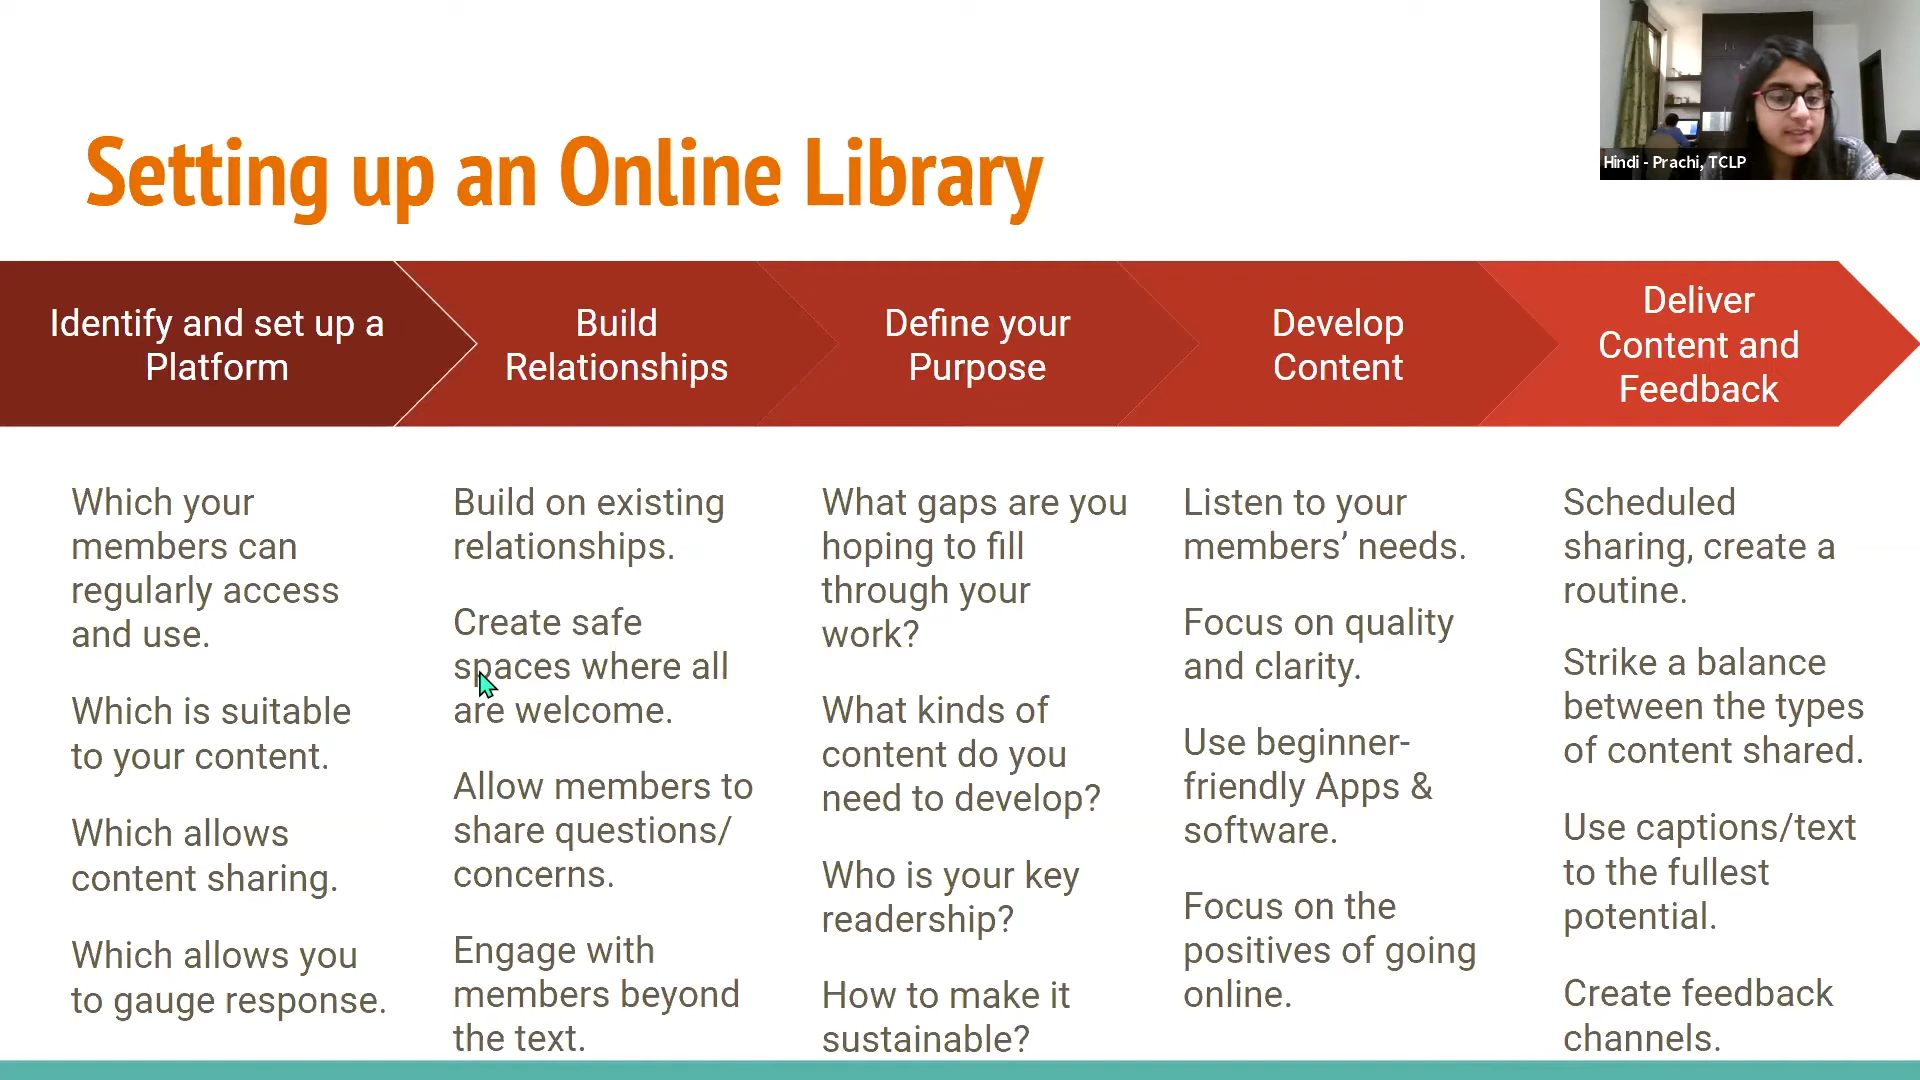 Hindi - Prachi, TCLP
Setting up an Online Library
Identify and set up a
Platform
Build
Relationships
Define your
Purpose
Develop
Content
Deliver
Content and
Feedback
Which your
members can
regularly access
and use.
Which is suitable
to your content.
Which allows
content sharing.
Which allows you
to gauge response.
Build on existing
relationships.
Create safe
spaces where all
are welcome.
Allow members to
share questions/
concerns.
Engage with
members beyond
the text.
What gaps are you
hoping to fill
through your
work?
What kinds of
content do you
need to develop?
Who is your key
readership?
How to make it
sustainable?
Listen to your
members’ needs.
Focus on quality
and clarity.
Use beginner-
friendly Apps &
software.
Focus on the
positives of going
online.
Scheduled
sharing, create a
routine.
Strike a balance
between the types
of content shared.
Use captions/text
to the fullest
potential.
Create feedback
channels.